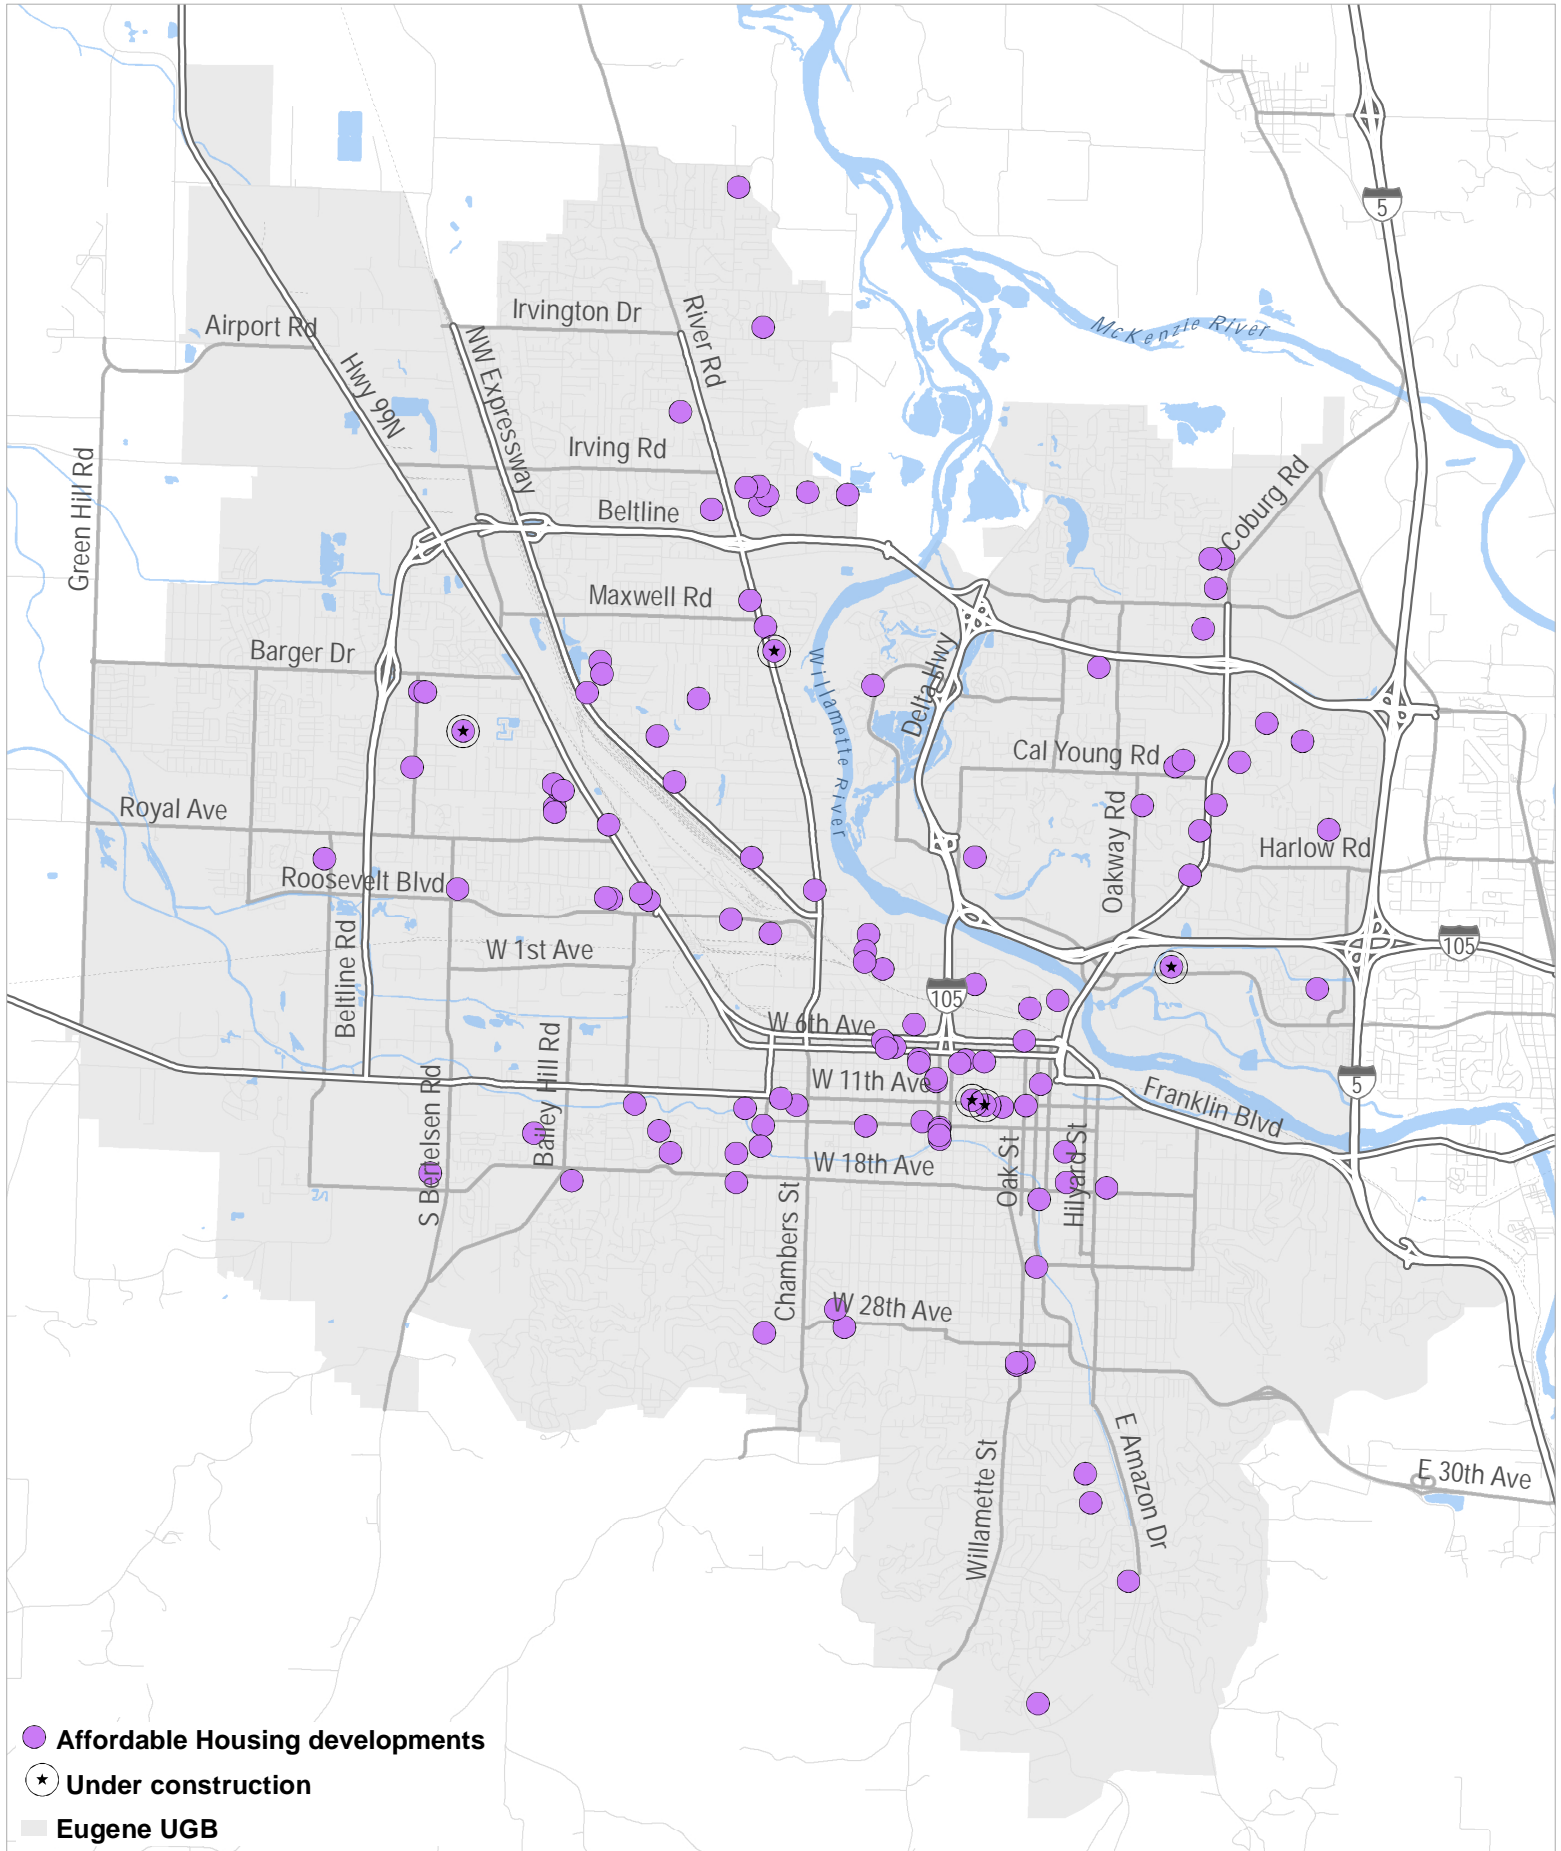 5
Irvington Dr
River Rd
Airport Rd
McKenzie River
NW Expressway
Hwy 99N
Irving Rd
Green Hill Rd
Coburg Rd
Beltline
Maxwell Rd
Barger Dr
Willamette River
Delta Hwy
Cal Young Rd
Royal Ave
Oakway Rd
Harlow Rd
Roosevelt Blvd
W 1st Ave
Beltline Rd
105
105
W 6th Ave
5
W 11th Ave
Franklin Blvd
S Bertelsen Rd
Bailey Hill Rd
W 18th Ave
Oak St
Hilyard St
Chambers St
W 28th Ave
Willamette St
E Amazon Dr
E 30th Ave
Affordable Housing developments
Under construction
Eugene UGB